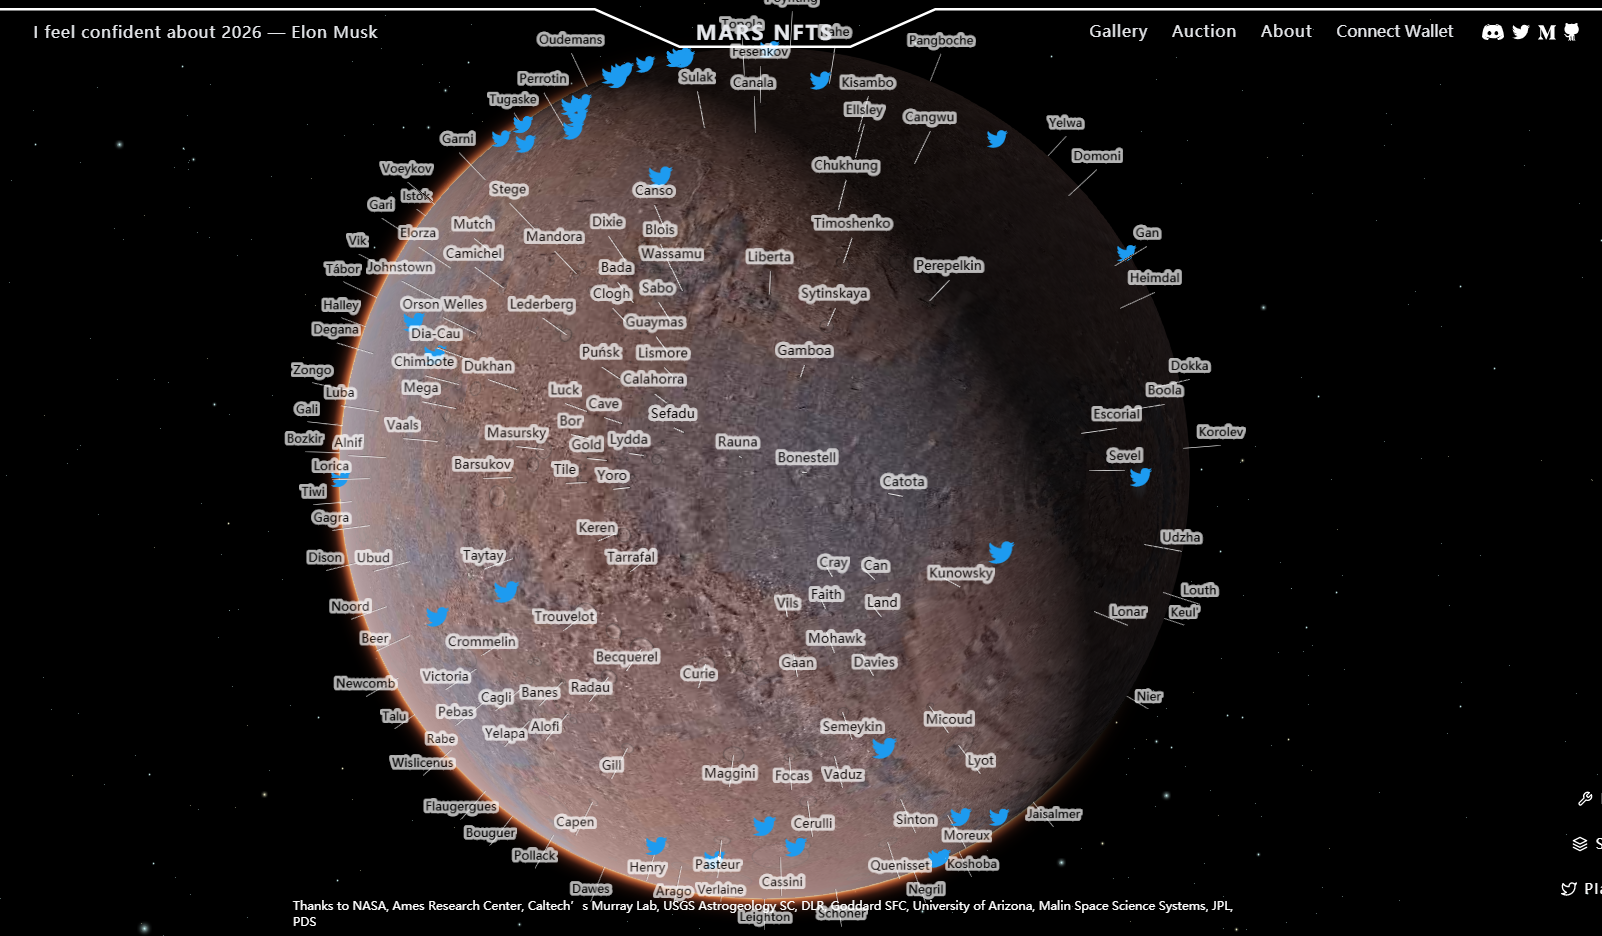 I feel confident about 2026 — Elon Musk
MARS NFTS
Gallery
Auction
About
Connect Wallet
Oudemans
Fesenkov
Pangboche
Perrotin
Sulak
Canala
Kisambo
Tugaske
Ellsley
Cangwu
Yelwa
Garni
Domoni
Voeykov
Chukhung
Istok
Stege
Canso
Gari
Mutch
Dixie
Blois
Timoshenko
Elorza
Mandora
Gan
Vik
Camichel
Wassamu
Liberta
Tábor
Johnstown
Bada
Perepelkin
Heimdal
Clogh
Sabo
Sytinskaya
Halley
Orson Welles
Lederberg
Degana
Dia-Cau
Guaymas
Chimbote
Dukhan
Puńsk
Lismore
Gamboa
Zongo
Dokka
Luba
Mega
Luck
Calahorra
Boola
Gali
Cave
Sefadu
Escorial
Vaals
Bor
Bozkir
Alnif
Masursky
Gold
Lydda
Rauna
Korolev
Lorica
Barsukov
Tile
Yoro
Bonestell
Sevel
Tiwi
Catota
Gagra
Keren
Udzha
Dison
Ubud
Taytay
Tarrafal
Cray
Can
Kunowsky
Noord
Vils
Faith
Land
Louth
Lonar
Keul'
Beer
Trouvelot
Crommelin
Mohawk
Becquerel
Gaan
Davies
Newcomb
Victoria
Curie
Cagli
Banes
Radau
Nier
Talu
Pebas
Rabe
Yelapa
Alofi
Semeykin
Micoud
Wislicenus
Gill
Maggini
Focas
Vaduz
Lyot
Flaugergues
Bouguer
Capen
Cerulli
Sinton
Jaisalmer
Moreux
Pollack
Henry
Pasteur
Quenisset
Koshoba
Dawes
Arago
Verlaine
Cassini
Negril
Leighton
Schöner
Thanks to NASA, Ames Research Center, Caltech’s Murray Lab, USGS Astrogeology SC, DLR, Goddard SFC, University of Arizona, Malin Space Science Systems, JPL,
PDS